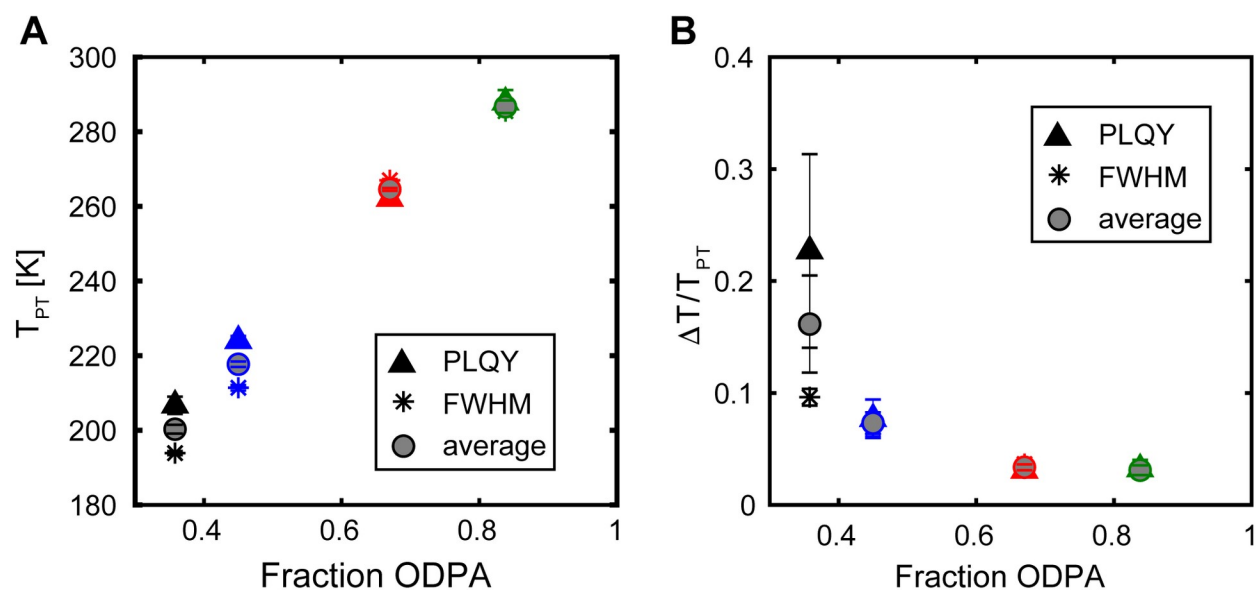 A
300
280
260
240
220
200
180
T_PT [K]
0.4
0.6
0.8
1
Fraction ODPA
PLQY
FWHM
average
B
0.4
0.3
0.2
0.1
0
ΔT/T_PT
0.4
0.6
0.8
1
Fraction ODPA
PLQY
FWHM
average